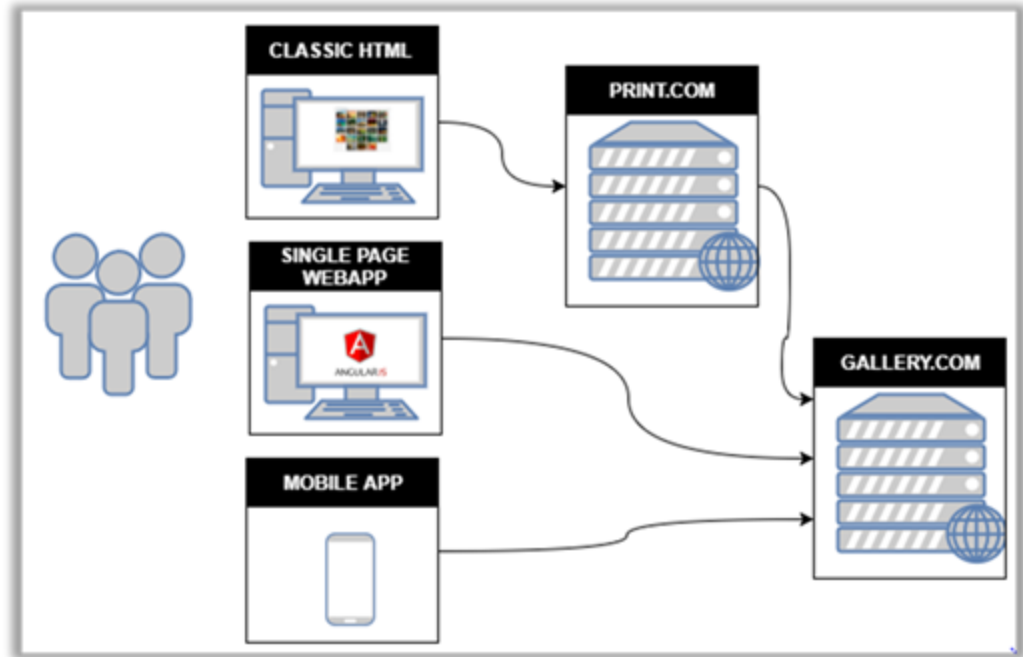 CLASSIC HTML
PRINT.COM
SINGLE PAGE
WEBAPP
ANGULARJS
GALLERY.COM
MOBILE APP